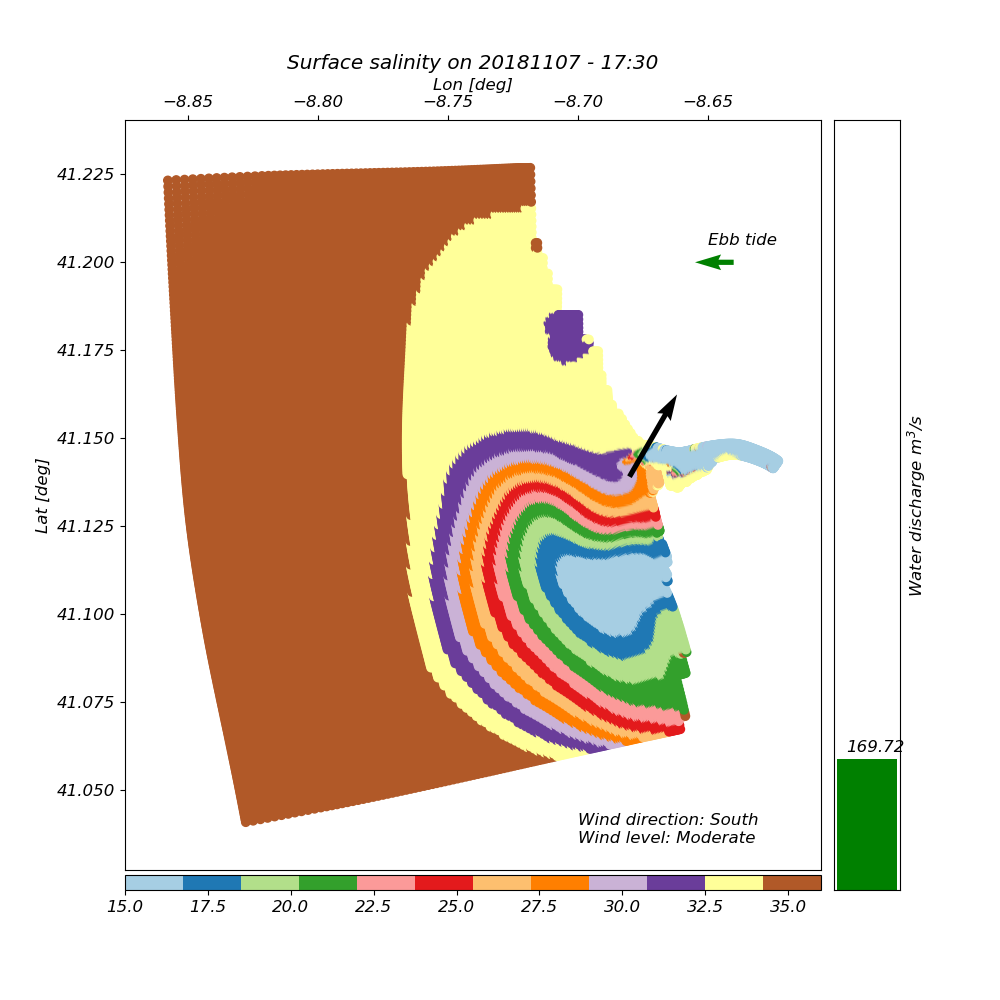 Surface salinity on 20181107 - 17:30
Lon [deg]
−8.85 −8.80 −8.75 −8.70 −8.65
41.225
41.200
41.175
41.150
41.125
41.100
41.075
41.050
Lat [deg]
Ebb tide
Wind direction: South
Wind level: Moderate
15.0 17.5 20.0 22.5 25.0 27.5 30.0 32.5 35.0
169.72
Water discharge m³/s